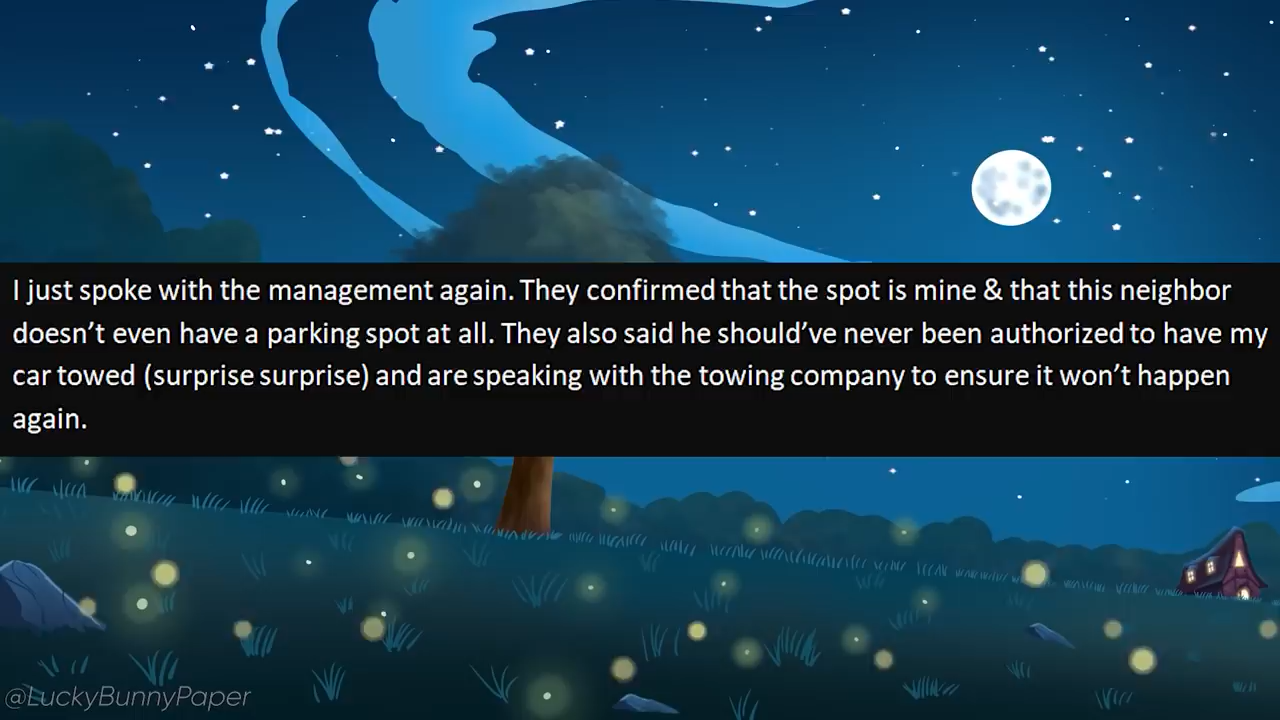 I just spoke with the management again. They confirmed that the spot is mine & that this neighbor
doesn’t even have a parking spot at all. They also said he should’ve never been authorized to have my
car towed (surprise surprise) and are speaking with the towing company to ensure it won’t happen
again.
@LuckyBunnyPaper